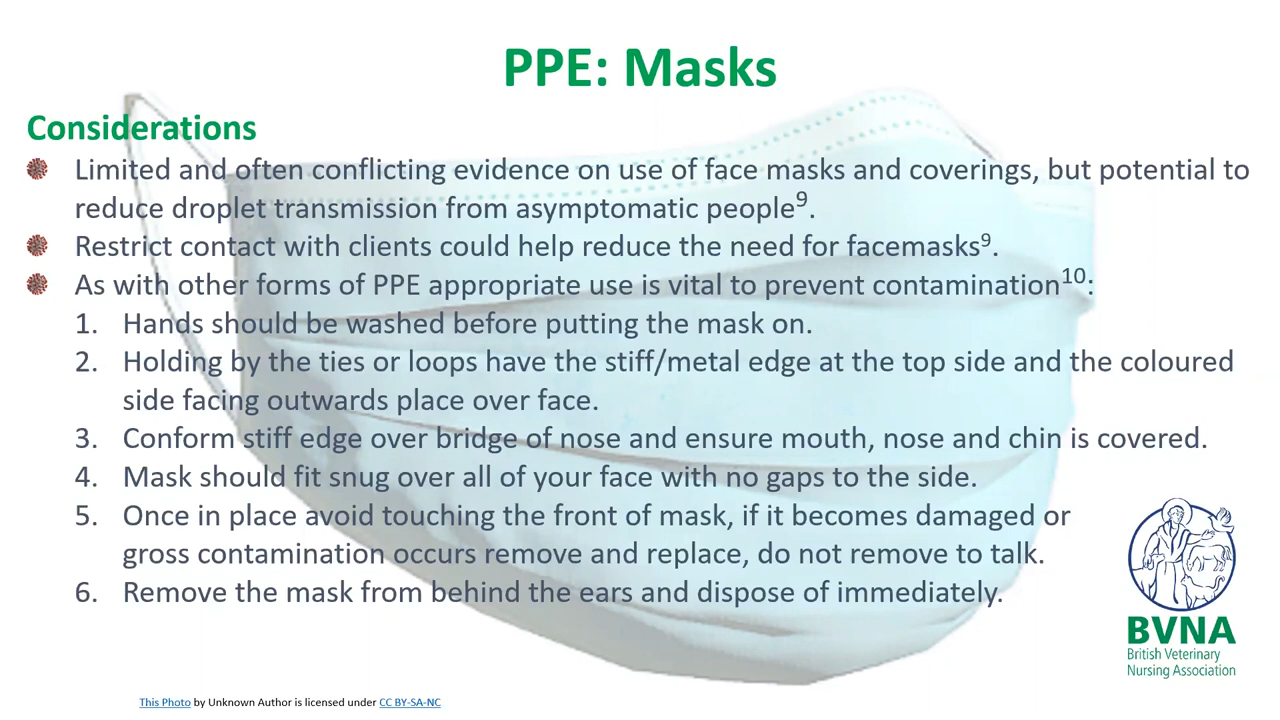 PPE: Masks
Considerations
Limited and often conflicting evidence on use of face masks and coverings, but potential to
reduce droplet transmission from asymptomatic people⁹.
Restrict contact with clients could help reduce the need for facemasks⁹.
As with other forms of PPE appropriate use is vital to prevent contamination¹⁰:
1. Hands should be washed before putting the mask on.
2. Holding by the ties or loops have the stiff/metal edge at the top side and the coloured
side facing outwards place over face.
3. Conform stiff edge over bridge of nose and ensure mouth, nose and chin is covered.
4. Mask should fit snug over all of your face with no gaps to the side.
5. Once in place avoid touching the front of mask, if it becomes damaged or
gross contamination occurs remove and replace, do not remove to talk.
6. Remove the mask from behind the ears and dispose of immediately.
BVNA
British Veterinary
Nursing Association
This Photo by Unknown Author is licensed under CC BY-SA-NC